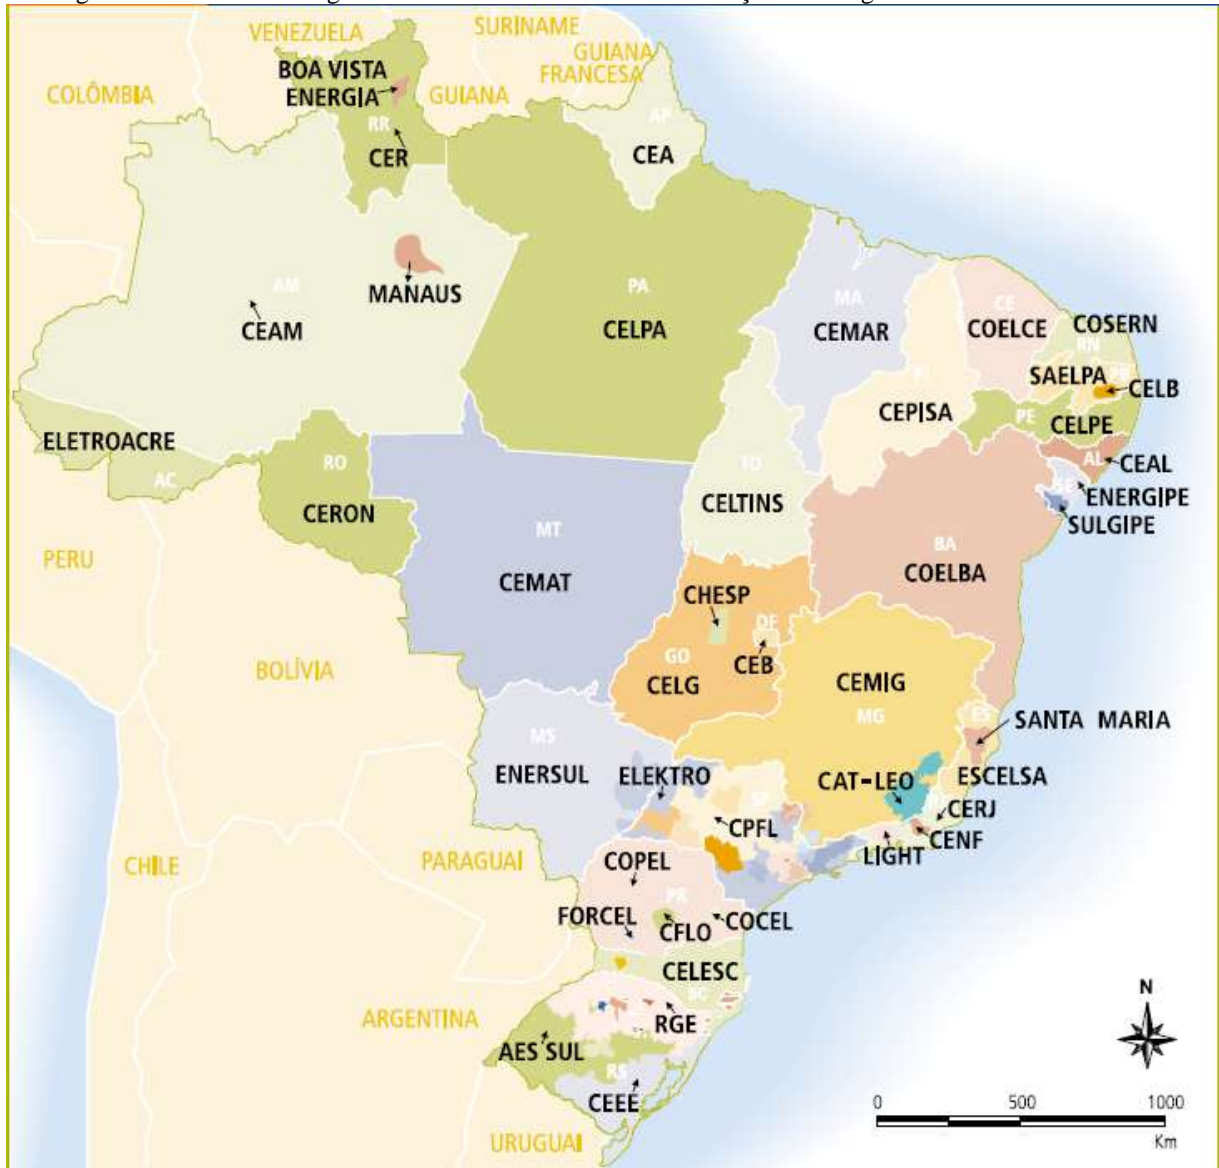 SURINAME
VENEZUELA
GUIANA
FRANCESA
BOA VISTA
ENERGIA
COLÔMBIA
GUIANA
AP
RR
CER
CEA
AM
MANAUS
PA
MA
CE
CEAM
CELPA
CEMAR
COELCE
COSERN
RN
SAELPA
PB
CELB
PI
CEPISA
PE
CELPE
ELETROACRE
AC
RO
CERON
TO
CELTINS
AL
CEAL
SE
ENERGIPE
SULGIPE
PERU
MT
CEMAT
BA
COELBA
CHESP
DF
CEB
GO
CELG
BOLÍVIA
CEMIG
MG
ES
SANTA MARIA
MS
ENERSUL
ELEKTRO
CAT-LEO
ESCELSA
SP
CPFL
CERJ
CENF
LIGHT
CHILE
PARAGUAI
COPEL
PR
FORCEL
CFLO
COCEL
CELESC
SC
ARGENTINA
RGE
AES SUL
RS
CEEE
URUGUAI
N
0 500 1000
Km